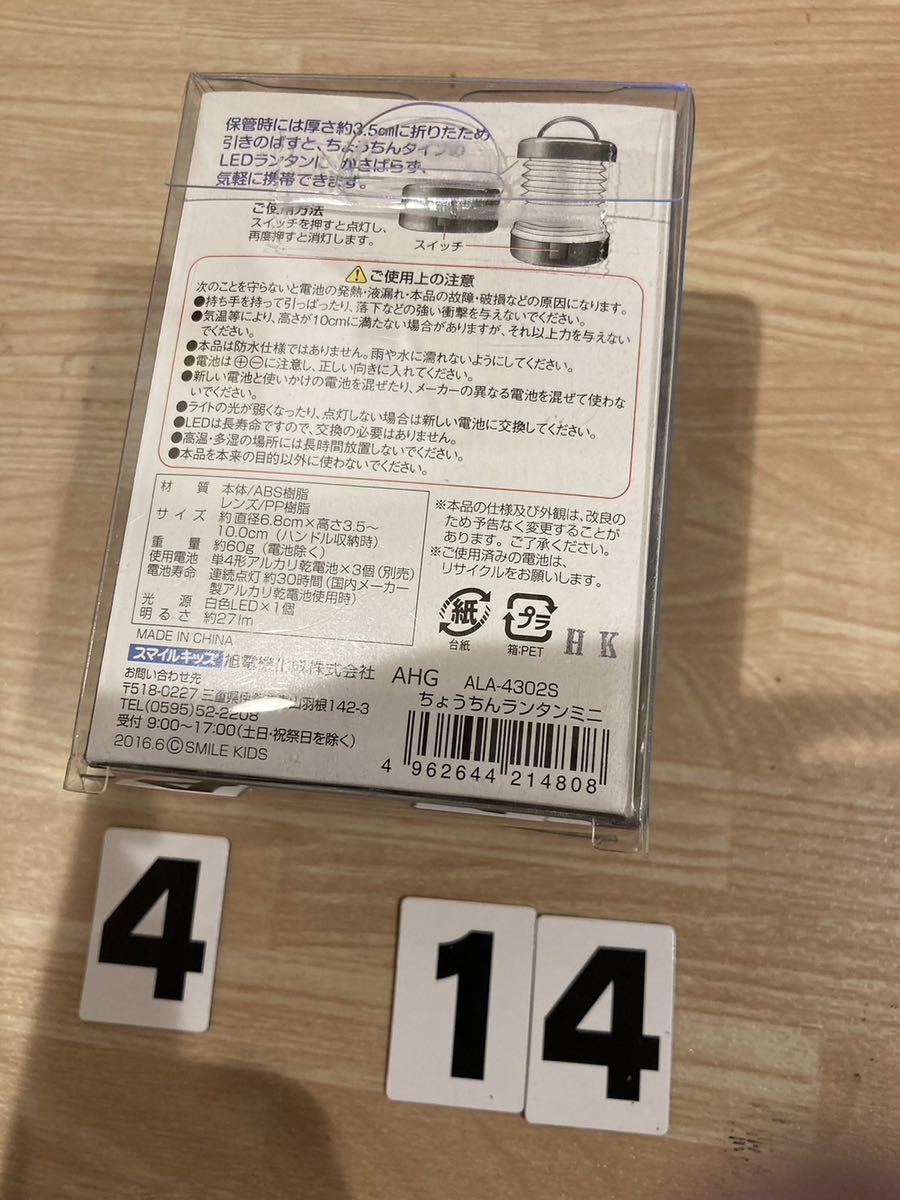 保管時には厚さ約3.5cmに折りたため
引きのばすと、ちょうちんタイプの
LEDランタンに。かさばらず、
気軽に携帯できます。
ご使用方法
スイッチを押すと点灯し、
再度押すと消灯します。
スイッチ
ご使用上の注意
次のことを守らないと電池の発熱・液漏れ・本品の故障・破損などの原因になります。
●持ち手を持って引っぱったり、落下などの強い衝撃を与えないでください。
●気温等により、高さが10cmに満たない場合がありますが、それ以上力を与えない
でください。
●本品は防水仕様ではありません。雨や水に濡れないようにしてください。
●電池は⊕⊖に注意し、正しい向きに入れてください。
●新しい電池と使いかけの電池を混ぜたり、メーカーの異なる電池を混ぜて使わな
いでください。
●ライトの光が弱くなったり、点灯しない場合は新しい電池に交換してください。
●LEDは長寿命ですので、交換の必要はありません。
●高温・多湿の場所には長時間放置しないでください。
●本品を本来の目的以外に使わないでください。
材質 本体/ABS樹脂
レンズ/PP樹脂
サイズ 約直径6.8cm×高さ3.5～
10.0cm(ハンドル収納時)
重量 約60g(電池除く)
使用電池 単4形アルカリ乾電池×3個(別売)
電池寿命 連続点灯 約30時間(国内メーカー
製アルカリ乾電池使用時)
光源 白色LED×1個
明るさ 約27lm
※本品の仕様及び外観は、改良の
ため予告なく変更することが
あります。ご了承ください。
※ご使用済みの電池は、
リサイクルをお願いします。
紙
台紙
プラ
箱:PET
HK
MADE IN CHINA
スマイルキッズ 旭電機化成株式会社 AHG
お問い合わせ先
〒518-0227 三重県伊 山羽根142-3
TEL(0595)52-2208
受付 9:00〜17:00(土日・祝祭日を除く)
2016.6©SMILE KIDS
ALA-4302S
ちょうちんランタンミニ
4 962644 214808
4
14